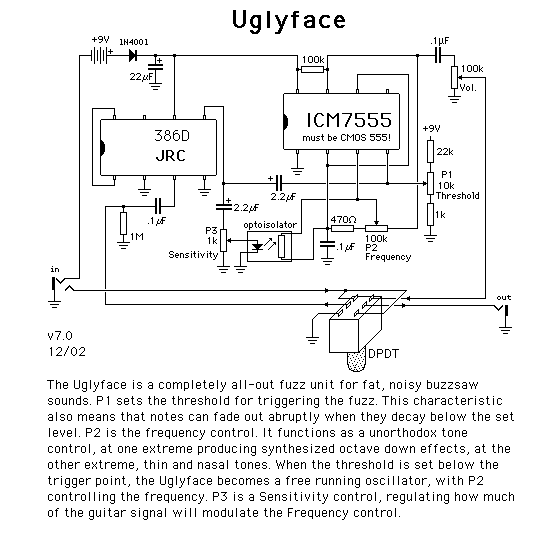 Uglyface
+9V
1N4001
+
22µF
100k
.1µF
100k
Vol.
386D
JRC
ICM7555
must be CMOS 555!
+9V
22k
P1
10k
Threshold
1k
+
2.2µF
+
2.2µF
.1µF
1M
P3
1k
Sensitivity
optoisolator
470Ω
.1µF
100k
P2
Frequency
in
out
DPDT
v7.0
12/02
The Uglyface is a completely all-out fuzz unit for fat, noisy buzzsaw
sounds. P1 sets the threshold for triggering the fuzz. This characteristic
also means that notes can fade out abruptly when they decay below the set
level. P2 is the frequency control. It functions as a unorthodox tone
control, at one extreme producing synthesized octave down effects, at the
other extreme, thin and nasal tones. When the threshold is set below the
trigger point, the Uglyface becomes a free running oscillator, with P2
controlling the frequency. P3 is a Sensitivity control, regulating how much
of the guitar signal will modulate the Frequency control.